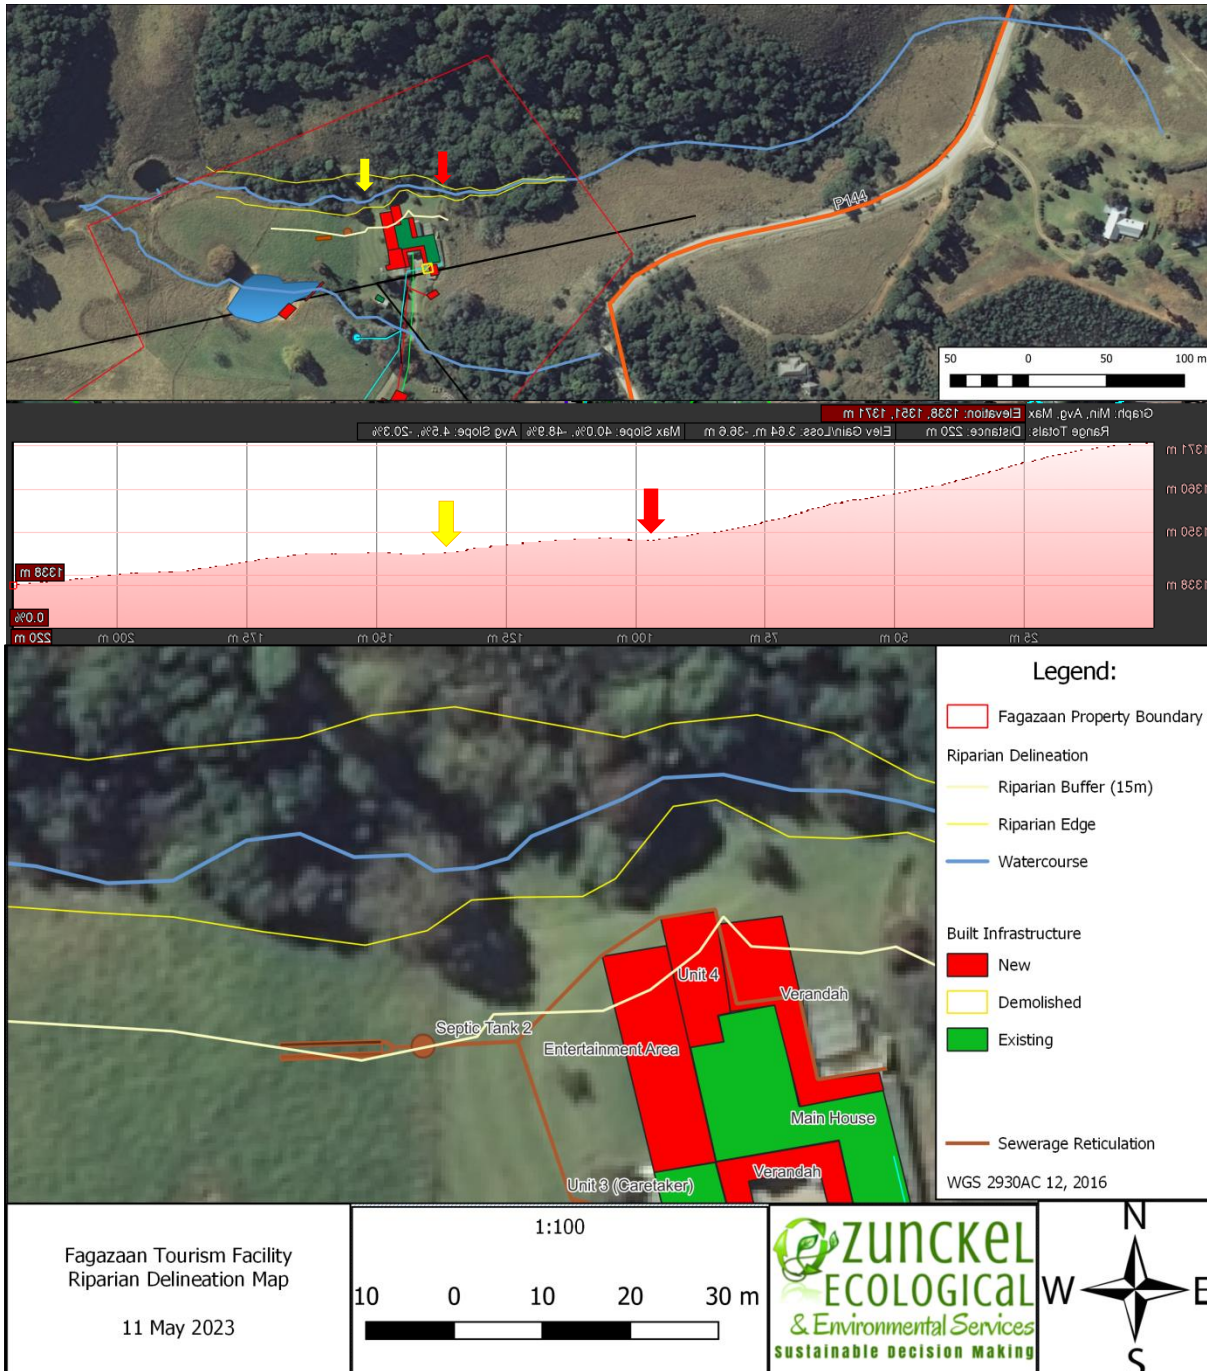 P144
50 0 50 100 m
Graph: Min, Avg, Max Elevation: 1338, 1351, 1371 m
Range Totals: Distance: 220 m Elev Gain/Loss: 3.64 m, -36.6 m Max Slope: 40.0%, -48.9% Avg Slope: 4.5%, -20.3%
1371 m
1360 m
1350 m
1338 m
1338 m
0.0%
220 m 200 m 175 m 150 m 125 m 100 m 75 m 50 m 25 m
Septic Tank 2
Unit 4
Verandah
Entertainment Area
Main House
Unit 3 (Caretaker)
Verandah
Legend:
Fagazaan Property Boundary
Riparian Delineation
Riparian Buffer (15m)
Riparian Edge
Watercourse
Built Infrastructure
New
Demolished
Existing
Sewerage Reticulation
WGS 2930AC 12, 2016
Fagazaan Tourism Facility
Riparian Delineation Map
11 May 2023
1:100
10 0 10 20 30 m
ZUNCKEL
ECOLOGICAL
& Environmental Services
Sustainable Decision Making
N
W E
S